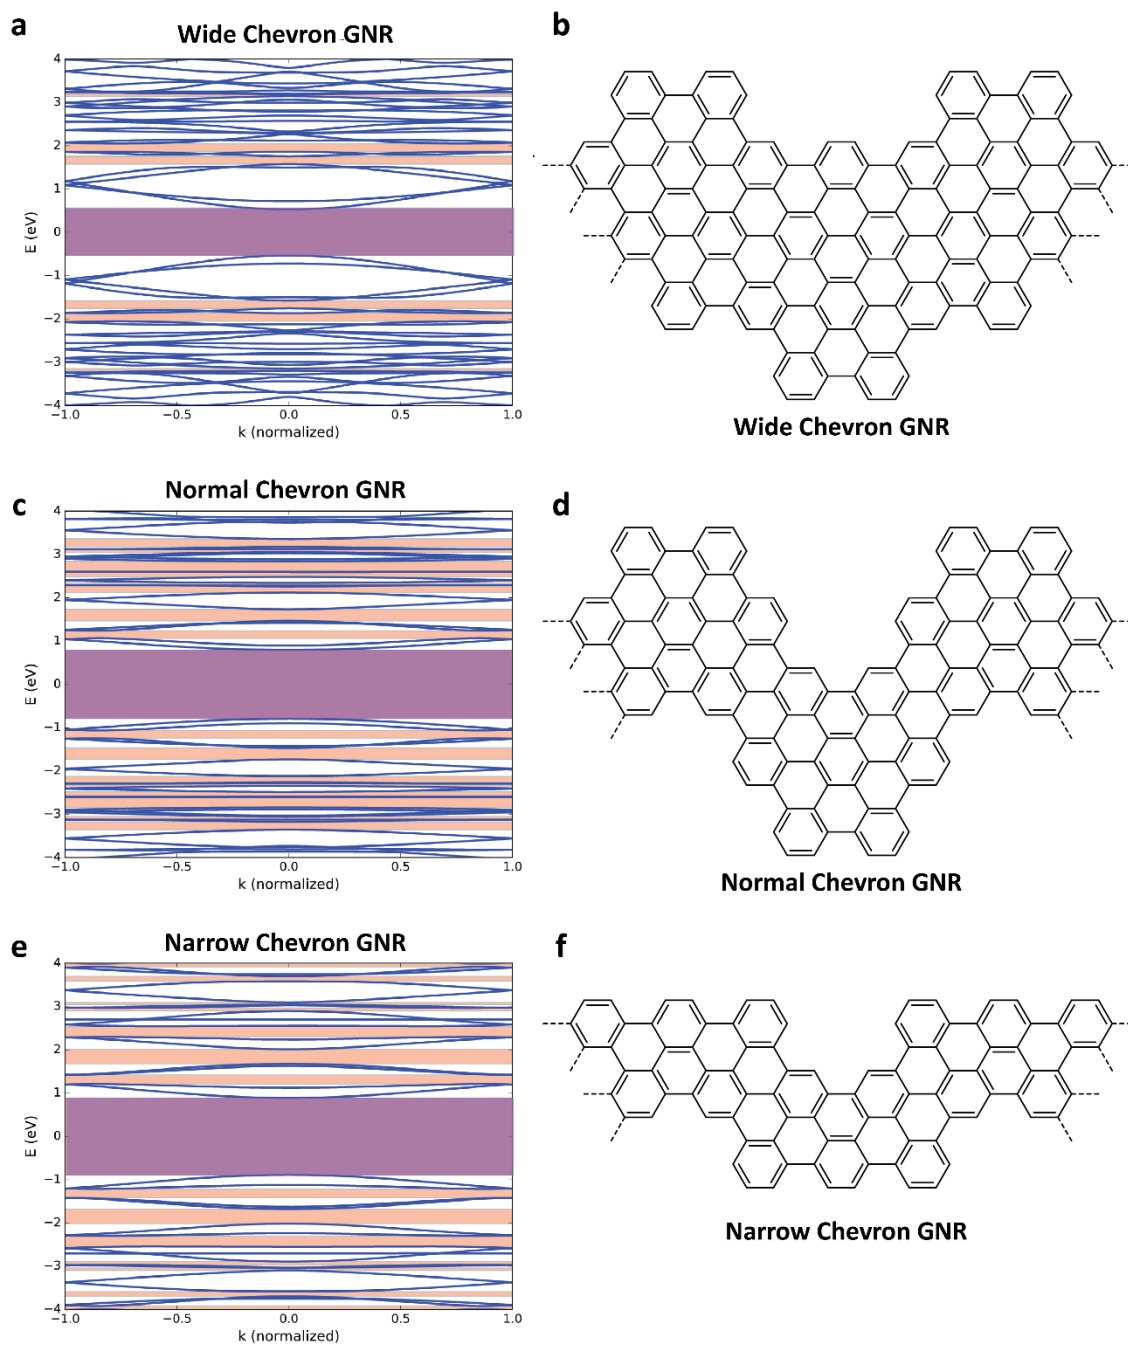 a
Wide Chevron GNR
4
3
2
1
0
−1
−2
−3
−4
E (eV)
−1.0 −0.5 0.0 0.5 1.0
k (normalized)
b
Wide Chevron GNR
c
Normal Chevron GNR
4
3
2
1
0
−1
−2
−3
−4
E (eV)
−1.0 −0.5 0.0 0.5 1.0
k (normalized)
d
Normal Chevron GNR
e
Narrow Chevron GNR
4
3
2
1
0
−1
−2
−3
−4
E (eV)
−1.0 −0.5 0.0 0.5 1.0
k (normalized)
f
Narrow Chevron GNR